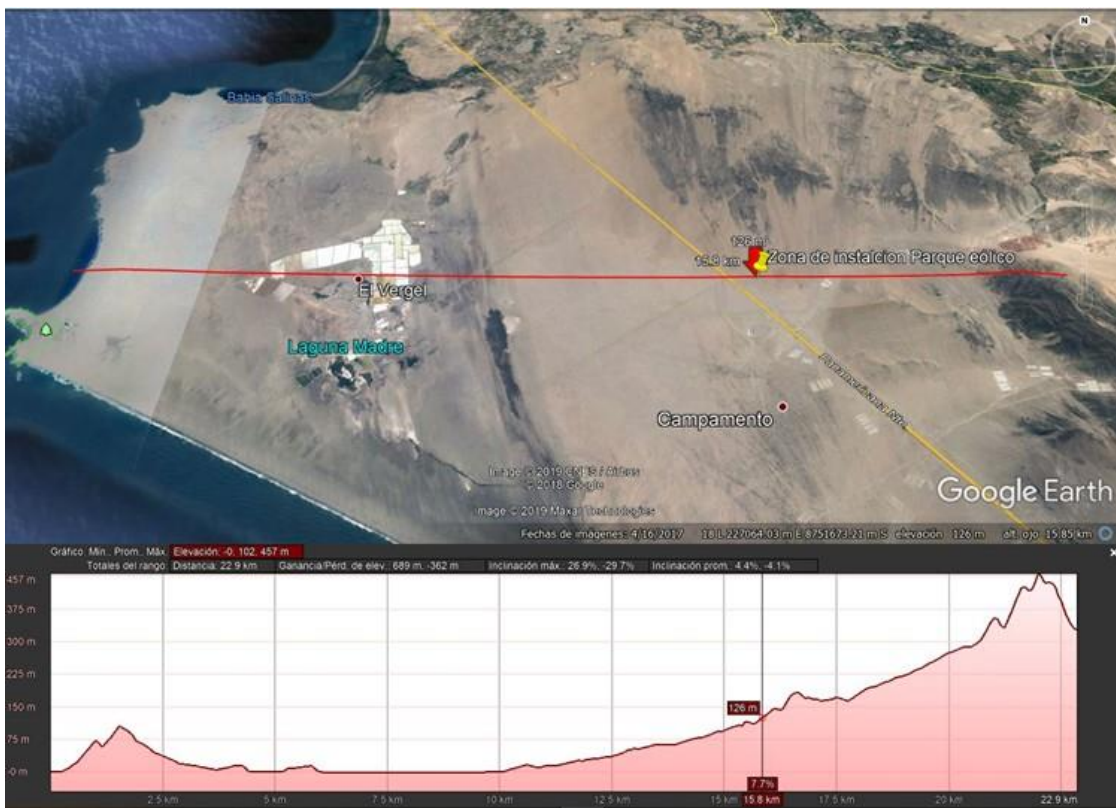 N
Bahia Salinas
126 m
15.8 km
Zona de instalcion Parque eólico
El Vergel
Laguna Madre
Panamericana Nte.
Campamento
Image © 2019 CNES / Airbus
© 2018 Google
Image © 2019 Maxar Technologies
Google Earth
Fechas de imágenes: 4/16/2017 18 L 227064.03 m E 8751673.21 m S elevación 126 m alt. ojo 15.85 km
Gráfico: Mín., Prom., Máx. Elevación: -0, 102, 457 m
Totales del rango: Distancia: 22.9 km Ganancia/Pérd. de elev.: 689 m, -362 m Inclinación máx.: 26.9%, -29.7% Inclinación prom.: 4.4%, -4.1%
457 m
375 m
300 m
225 m
150 m
126 m
75 m
-0 m
7.7%
2.5 km 5 km 7.5 km 10 km 12.5 km 15 km 15.8 km 17.5 km 20 km 22.9 km